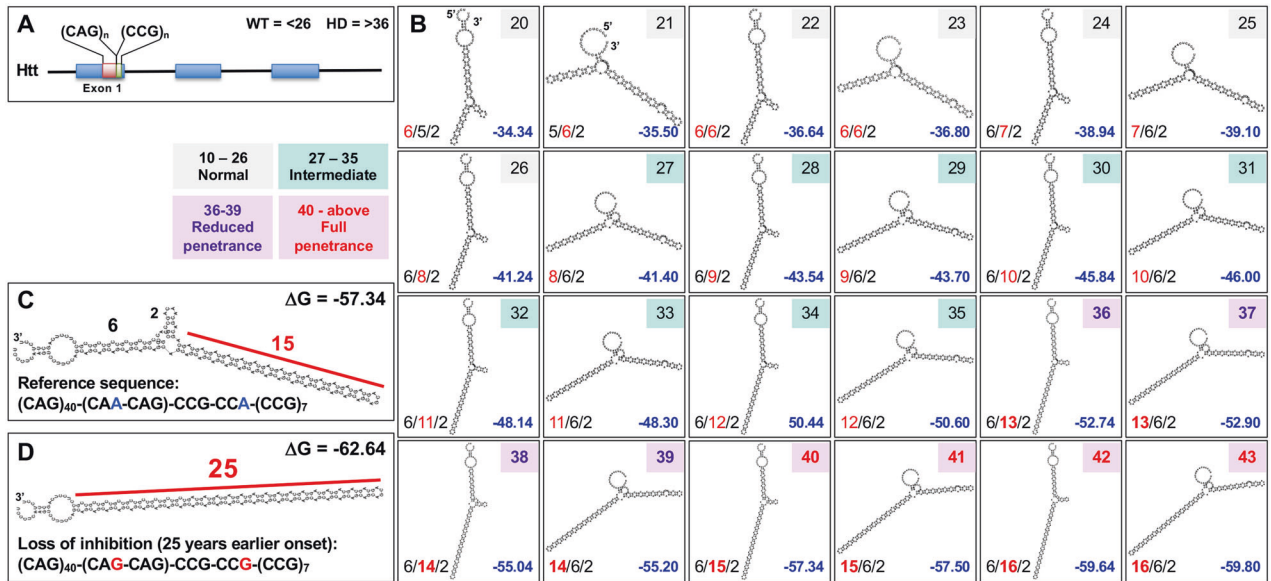 A
WT = <26 HD = >36
(CAG)n (CCG)n
Htt
Exon 1
10 – 26
Normal
27 – 35
Intermediate
36-39
Reduced
penetrance
40 - above
Full
penetrance
C
ΔG = -57.34
3’
6
2
15
Reference sequence:
(CAG)40-(CAA-CAG)-CCG-CCA-(CCG)7
D
ΔG = -62.64
25
3’
Loss of inhibition (25 years earlier onset):
(CAG)40-(CAG-CAG)-CCG-CCG-(CCG)7
B
5’ 3’ 20
6/5/2 -34.34
5’ 3’ 21
5/6/2 -35.50
22
6/6/2 -36.64
23
6/6/2 -36.80
24
6/7/2 -38.94
25
7/6/2 -39.10
26
6/8/2 -41.24
27
8/6/2 -41.40
28
6/9/2 -43.54
29
9/6/2 -43.70
30
6/10/2 -45.84
31
10/6/2 -46.00
32
6/11/2 -48.14
33
11/6/2 -48.30
34
6/12/2 50.44
35
12/6/2 -50.60
36
6/13/2 -52.74
37
13/6/2 -52.90
38
6/14/2 -55.04
39
14/6/2 -55.20
40
6/15/2 -57.34
41
15/6/2 -57.50
42
6/16/2 -59.64
43
16/6/2 -59.80